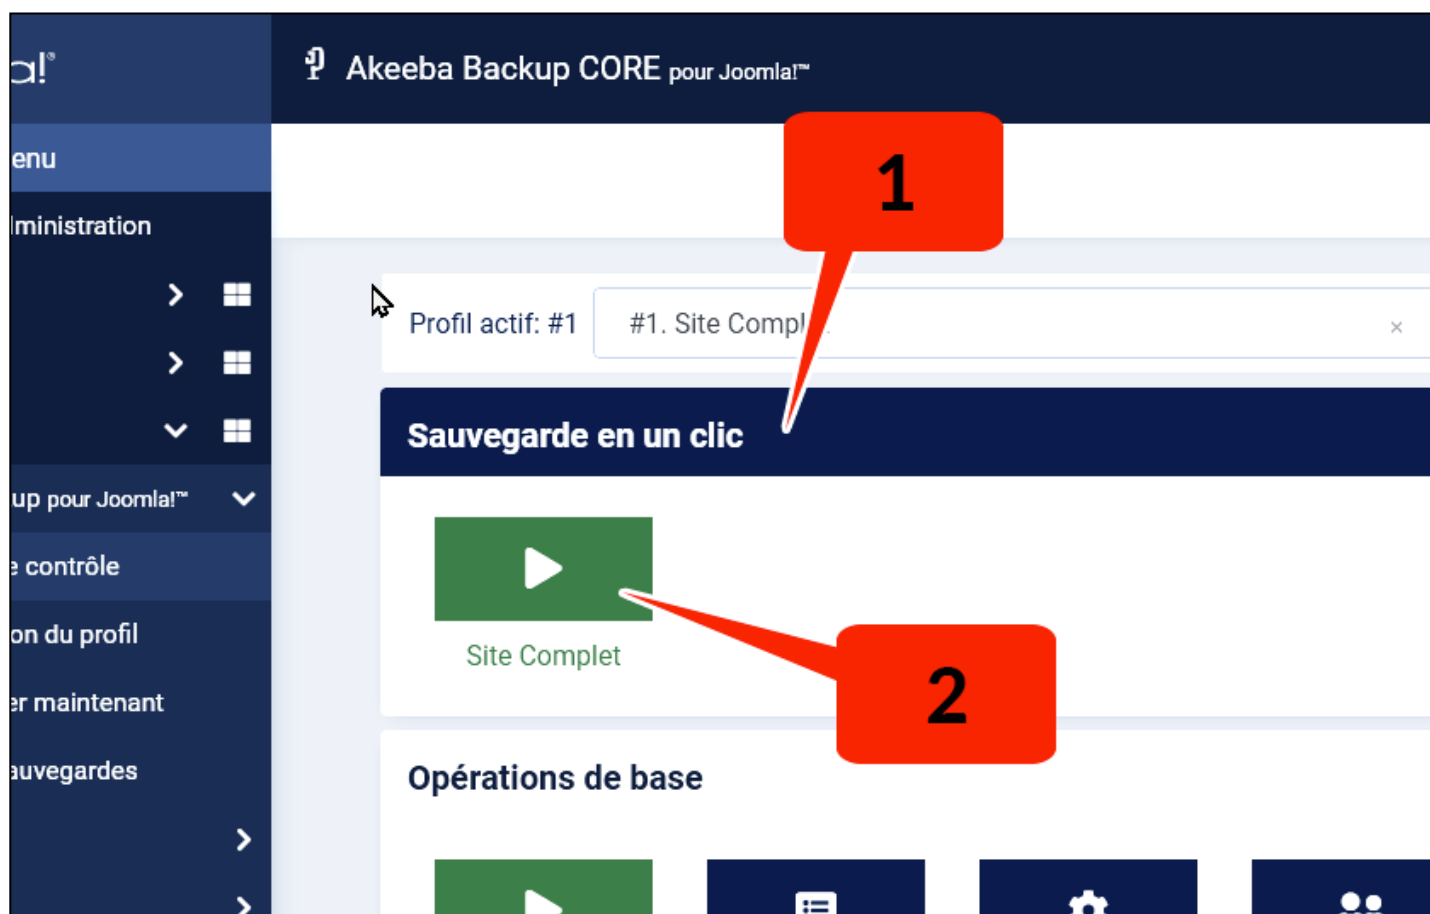 a!®
Akeeba Backup CORE pour Joomla!™
enu
1
ministration
Profil actif: #1
#1. Site Compl
×
Sauvegarde en un clic
up pour Joomla!™
e contrôle
Site Complet
on du profil
2
er maintenant
auvegardes
Opérations de base